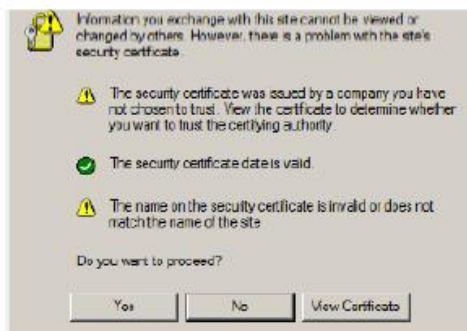 Information you exchange with this site cannot be viewed or
changed by others. However, there is a problem with the site's
security certificate.
The security certificate was issued by a company you have
not chosen to trust. View the certificate to determine whether
you want to trust the certifying authority.
The security certificate date is valid.
The name on the security certificate is invalid or does not
match the name of the site
Do you want to proceed?
Yes No View Certificate